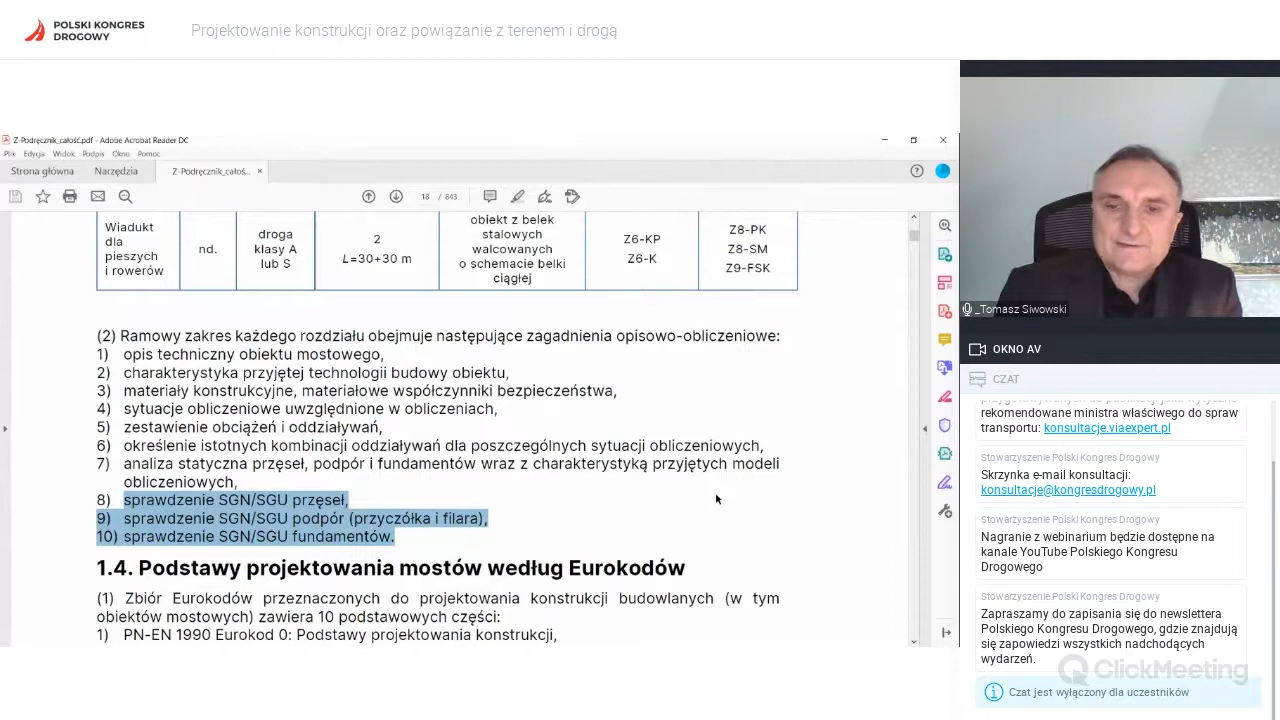 POLSKI KONGRES
DROGOWY
Projektowanie konstrukcji oraz powiązanie z terenem i drogą
Z-Podręcznik_całość.pdf - Adobe Acrobat Reader DC
Plik Edycja Widok Podpis Okno Pomoc
Strona główna Narzędzia Z-Podręcznik_całoś... ×
18 / 843
Wiadukt
dla
pieszych
i rowerów
nd.
droga
klasy A
lub S
2
L=30+30 m
obiekt z belek
stalowych
walcowanych
o schemacie belki
ciągłej
Z6-KP
Z6-K
Z8-PK
Z8-SM
Z9-FSK
(2) Ramowy zakres każdego rozdziału obejmuje następujące zagadnienia opisowo-obliczeniowe:
1) opis techniczny obiektu mostowego,
2) charakterystyka przyjętej technologii budowy obiektu,
3) materiały konstrukcyjne, materiałowe współczynniki bezpieczeństwa,
4) sytuacje obliczeniowe uwzględnione w obliczeniach,
5) zestawienie obciążeń i oddziaływań,
6) określenie istotnych kombinacji oddziaływań dla poszczególnych sytuacji obliczeniowych,
7) analiza statyczna przęseł, podpór i fundamentów wraz z charakterystyką przyjętych modeli
obliczeniowych,
8) sprawdzenie SGN/SGU przęseł,
9) sprawdzenie SGN/SGU podpór (przyczółka i filara),
10) sprawdzenie SGN/SGU fundamentów.
1.4. Podstawy projektowania mostów według Eurokodów
(1) Zbiór Eurokodów przeznaczonych do projektowania konstrukcji budowlanych (w tym
obiektów mostowych) zawiera 10 podstawowych części:
1) PN-EN 1990 Eurokod 0: Podstawy projektowania konstrukcji,
_Tomasz Siwowski
OKNO AV
CZAT
rekomendowane ministra właściwego do spraw
transportu: konsultacje.viaexpert.pl
Stowarzyszenie Polski Kongres Drogowy
Skrzynka e-mail konsultacji:
konsultacje@kongresdrogowy.pl
Stowarzyszenie Polski Kongres Drogowy
Nagranie z webinarium będzie dostępne na
kanale YouTube Polskiego Kongresu
Drogowego
Stowarzyszenie Polski Kongres Drogowy
Zapraszamy do zapisania się do newslettera
Polskiego Kongresu Drogowego, gdzie znajdują
się zapowiedzi wszystkich nadchodzących
wydarzeń.
ClickMeeting
Czat jest wyłączony dla uczestników